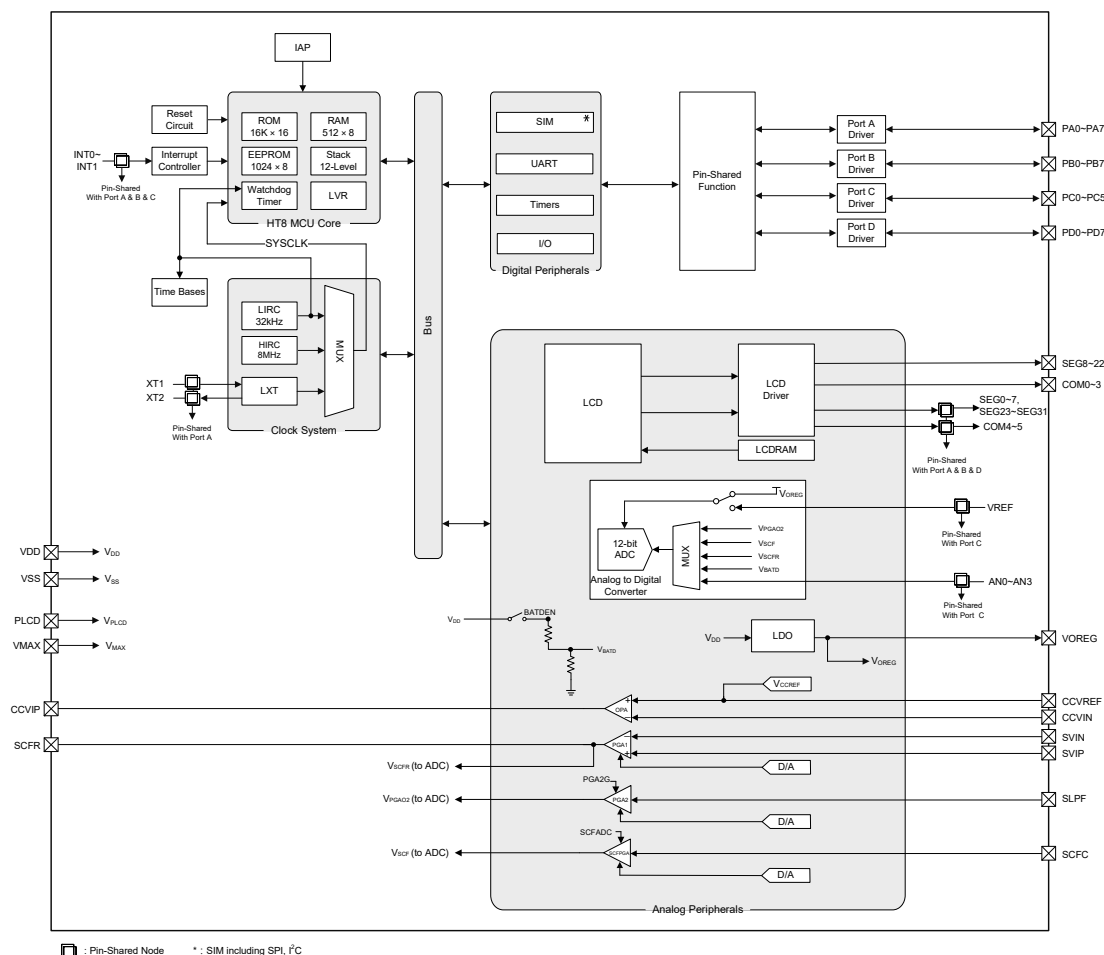 IAP
Reset
Circuit
ROM
16K × 16
RAM
512 × 8
INT0~
INT1
Interrupt
Controller
EEPROM
1024 × 8
Stack
12-Level
Pin-Shared
With Port A & B & C
Watchdog
Timer
LVR
HT8 MCU Core
SYSCLK
Time Bases
LIRC
32kHz
HIRC
8MHz
MUX
XT1
XT2
LXT
Pin-Shared
With Port A
Clock System
Bus
SIM
*
UART
Timers
I/O
Digital Peripherals
Pin-Shared
Function
Port A
Driver
PA0~PA7
Port B
Driver
PB0~PB7
Port C
Driver
PC0~PC5
Port D
Driver
PD0~PD7
LCD
LCD
Driver
LCDRAM
SEG8~22
COM0~3
SEG0~7,
SEG23~SEG31
COM4~5
Pin-Shared
With Port A & B & D
VOREG
VREF
Pin-Shared
With Port C
12-bit
ADC
MUX
VPGAO2
VSCF
VSCFR
VBATD
Analog to Digital
Converter
AN0~AN3
Pin-Shared
With Port C
VDD
VDD
VSS
VSS
PLCD
VPLCD
VMAX
VMAX
VDD
BATDEN
VBATD
VDD
LDO
VOREG
VOREG
VCCREF
CCVIP
OPA
+
−
CCVREF
CCVIN
SCFR
PGA1
−
+
SVIN
SVIP
VSCFR (to ADC)
D/A
PGA2G
VPGAO2 (to ADC)
PGA2
SLPF
D/A
SCFADC
VSCF (to ADC)
SCFPGA
SCFC
D/A
Analog Peripherals
: Pin-Shared Node
* : SIM including SPI, I²C